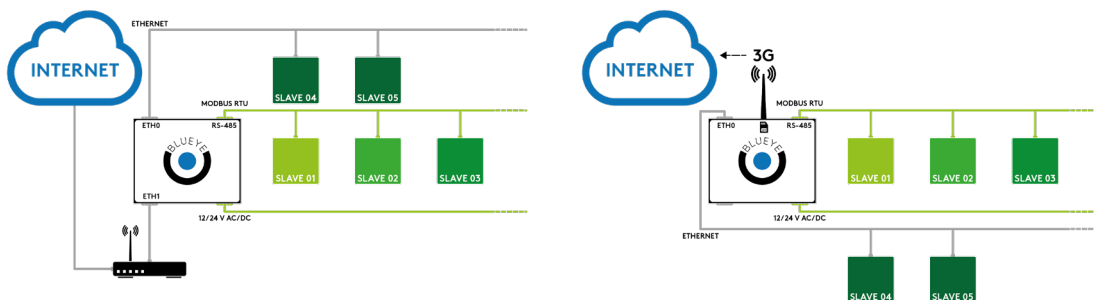 ETHERNET
INTERNET
SLAVE 04
SLAVE 05
MODBUS RTU
ETH0
RS-485
BLUEYE
SLAVE 01
SLAVE 02
SLAVE 03
ETH1
12/24 V AC/DC
INTERNET
3G
MODBUS RTU
ETH0
RS-485
BLUEYE
SLAVE 01
SLAVE 02
SLAVE 03
12/24 V AC/DC
ETHERNET
SLAVE 04
SLAVE 05